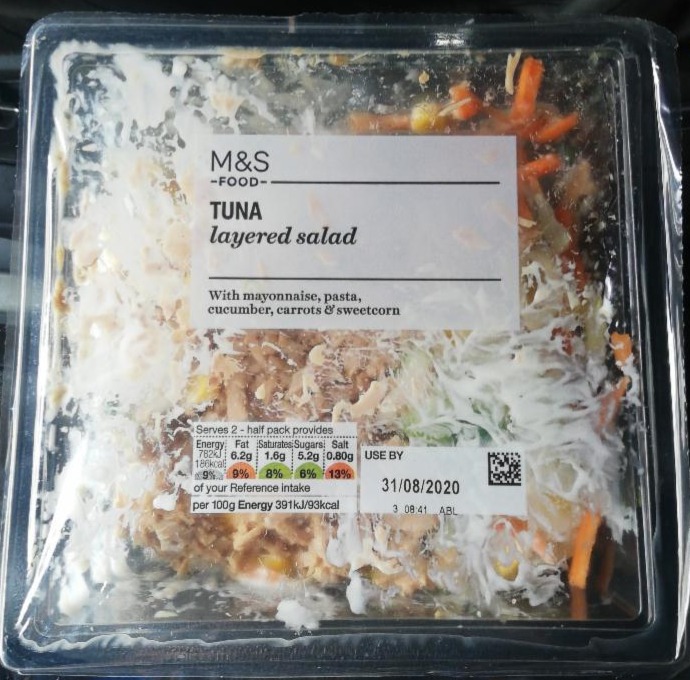 M&S
-FOOD-
TUNA
layered salad
With mayonnaise, pasta,
cucumber, carrots & sweetcorn
Serves 2 - half pack provides
Energy Fat Saturates Sugars Salt
782kJ 6.2g 1.6g 5.2g 0.80g
186kcal
9% 9% 8% 6% 13%
of your Reference intake
per 100g Energy 391kJ/93kcal
USE BY
31/08/2020
3 08:41 ABL